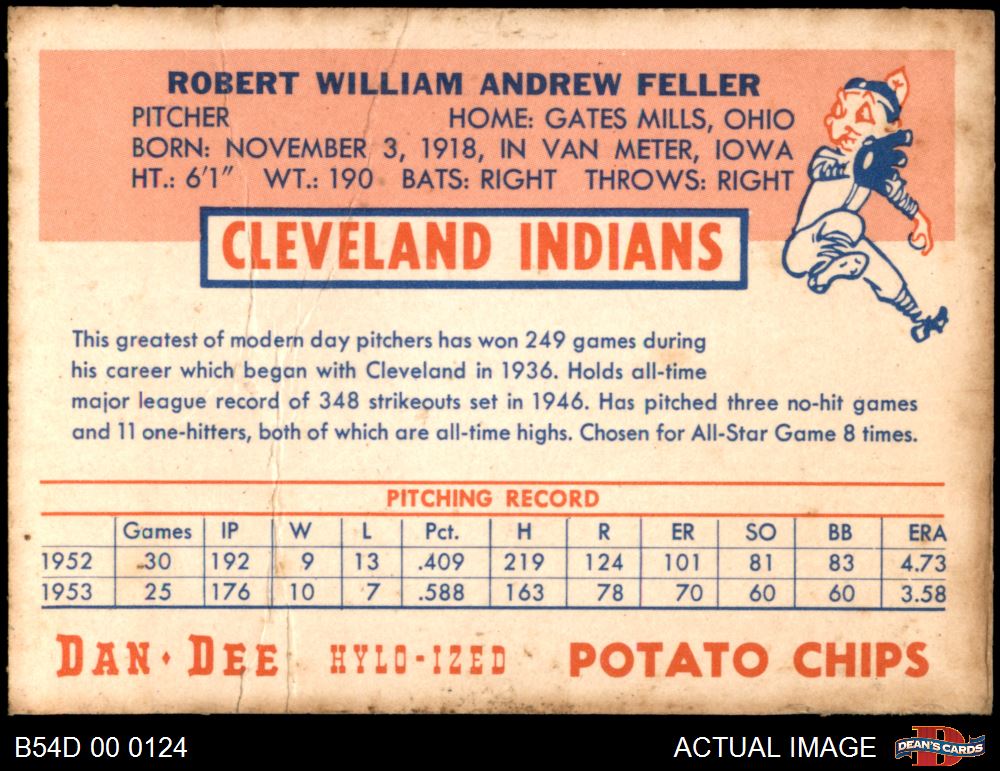 ROBERT WILLIAM ANDREW FELLER
PITCHER HOME: GATES MILLS, OHIO
BORN: NOVEMBER 3, 1918, IN VAN METER, IOWA
HT.: 6'1" WT.: 190 BATS: RIGHT THROWS: RIGHT
CLEVELAND INDIANS
This greatest of modern day pitchers has won 249 games during
his career which began with Cleveland in 1936. Holds all-time
major league record of 348 strikeouts set in 1946. Has pitched three no-hit games
and 11 one-hitters, both of which are all-time highs. Chosen for All-Star Game 8 times.
PITCHING RECORD
Games IP W L Pct. H R ER SO BB ERA
1952 30 192 9 13 .409 219 124 101 81 83 4.73
1953 25 176 10 7 .588 163 78 70 60 60 3.58
DAN·DEE HYLO-IZED POTATO CHIPS
B54D 00 0124 ACTUAL IMAGE DEAN'S CARDS